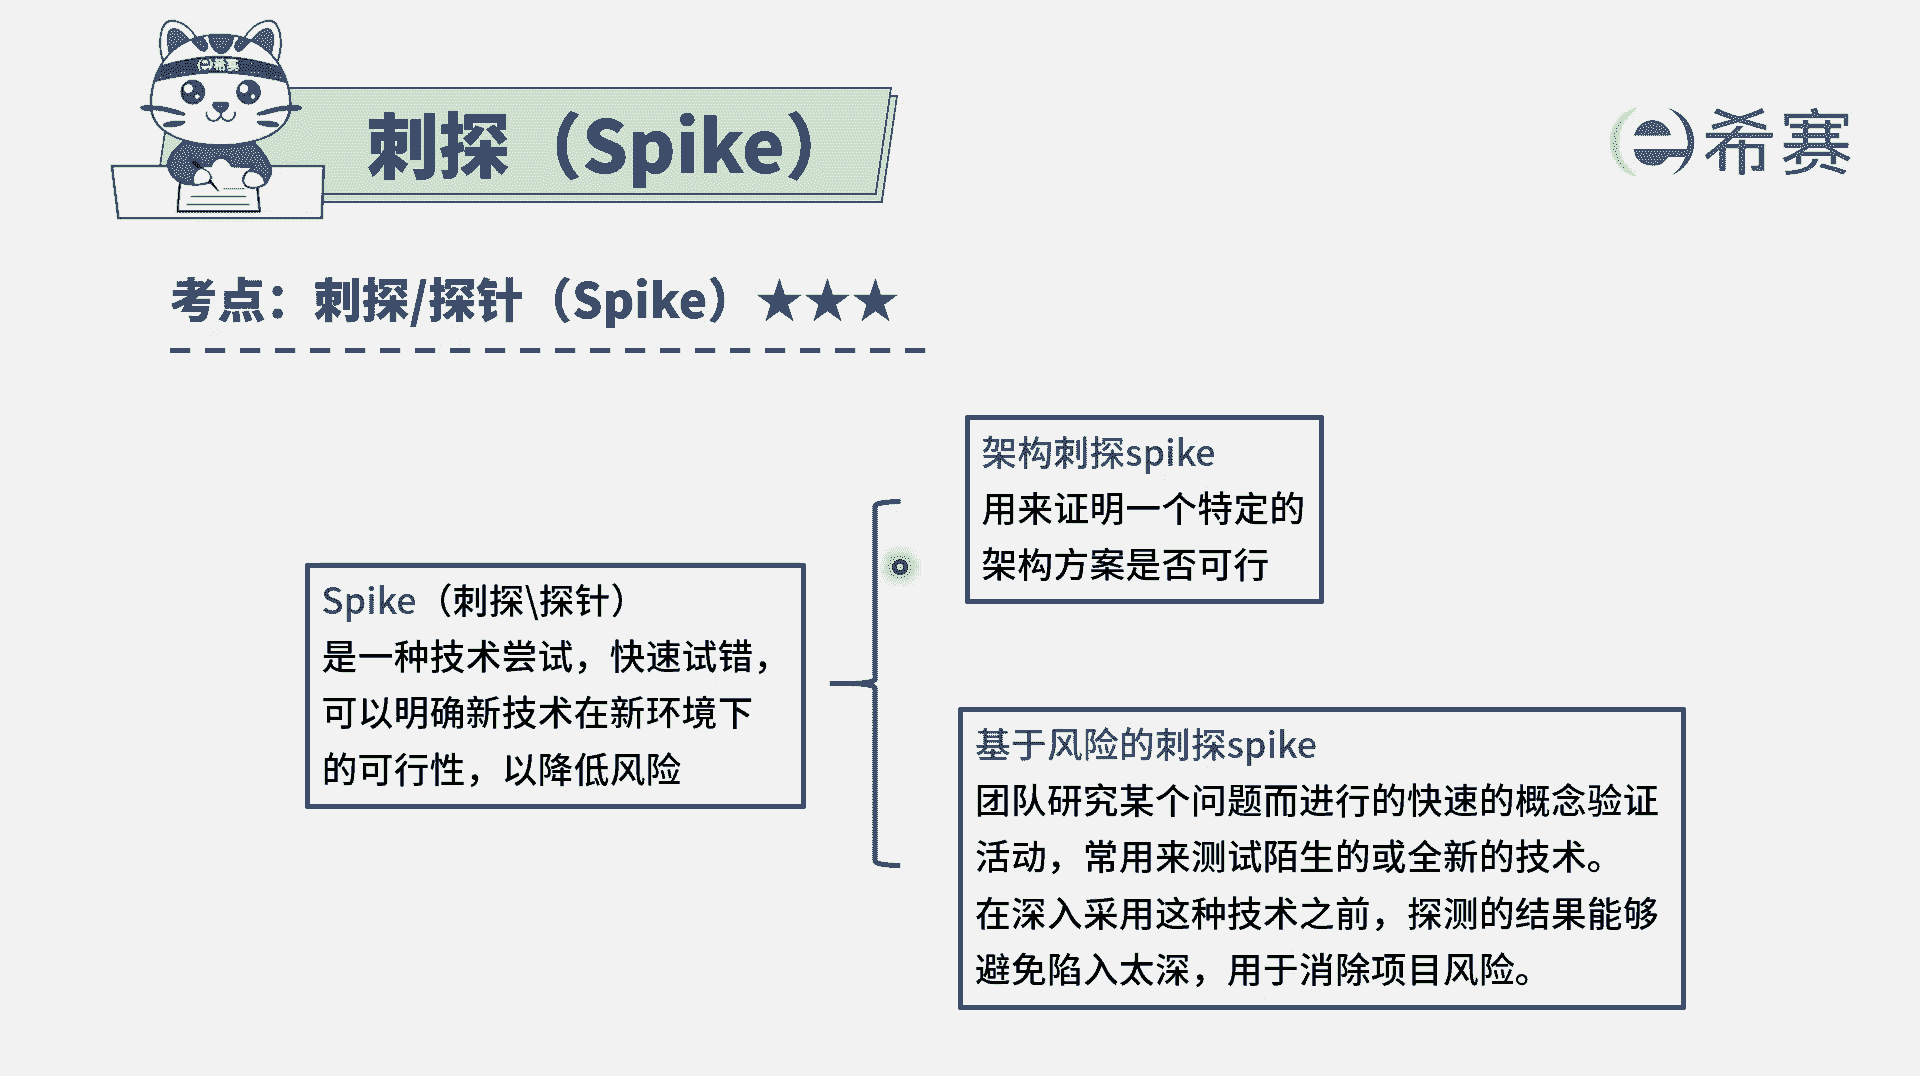 希赛
刺探（Spike）
希赛
考点：刺探/探针（Spike）★★★
架构刺探spike
用来证明一个特定的
架构方案是否可行
Spike（刺探\探针）
是一种技术尝试，快速试错，
可以明确新技术在新环境下
的可行性，以降低风险
基于风险的刺探spike
团队研究某个问题而进行的快速的概念验证
活动，常用来测试陌生的或全新的技术。
在深入采用这种技术之前，探测的结果能够
避免陷入太深，用于消除项目风险。